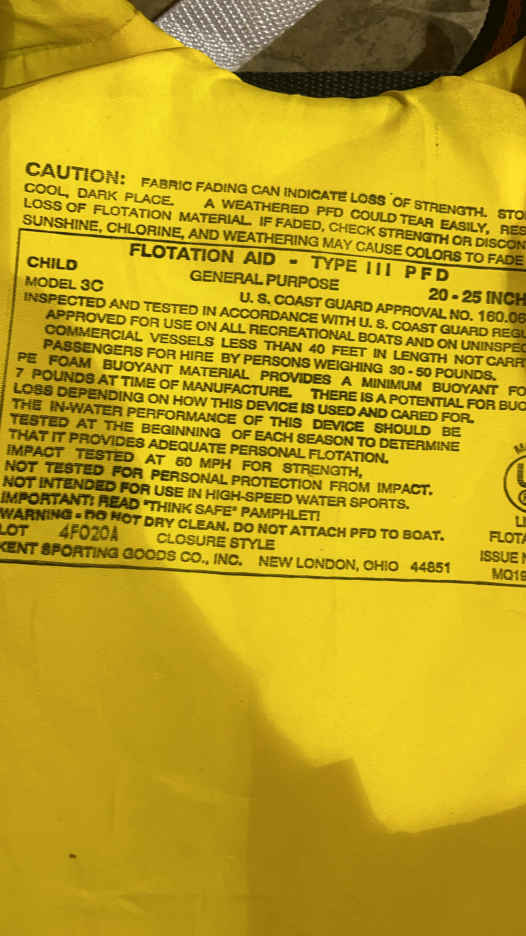 CAUTION: FABRIC FADING CAN INDICATE LOSS OF STRENGTH. STO
COOL, DARK PLACE. A WEATHERED PFD COULD TEAR EASILY, RES
LOSS OF FLOTATION MATERIAL. IF FADED, CHECK STRENGTH OR DISCON
SUNSHINE, CHLORINE, AND WEATHERING MAY CAUSE COLORS TO FADE
FLOTATION AID - TYPE III PFD
CHILD GENERAL PURPOSE 20 - 25 INCH
MODEL 3C U. S. COAST GUARD APPROVAL NO. 160.06
INSPECTED AND TESTED IN ACCORDANCE WITH U. S. COAST GUARD REGU
APPROVED FOR USE ON ALL RECREATIONAL BOATS AND ON UNINSPEC
COMMERCIAL VESSELS LESS THAN 40 FEET IN LENGTH NOT CARR
PASSENGERS FOR HIRE BY PERSONS WEIGHING 30 - 50 POUNDS.
PE FOAM BUOYANT MATERIAL PROVIDES A MINIMUM BUOYANT FO
7 POUNDS AT TIME OF MANUFACTURE. THERE IS A POTENTIAL FOR BUO
LOSS DEPENDING ON HOW THIS DEVICE IS USED AND CARED FOR.
THE IN-WATER PERFORMANCE OF THIS DEVICE SHOULD BE
TESTED AT THE BEGINNING OF EACH SEASON TO DETERMINE
THAT IT PROVIDES ADEQUATE PERSONAL FLOTATION.
IMPACT TESTED AT 50 MPH FOR STRENGTH,
NOT TESTED FOR PERSONAL PROTECTION FROM IMPACT.
NOT INTENDED FOR USE IN HIGH-SPEED WATER SPORTS.
IMPORTANT! READ "THINK SAFE" PAMPHLET!
WARNING - DO NOT DRY CLEAN. DO NOT ATTACH PFD TO BOAT.
LOT 4F020A CLOSURE STYLE
KENT SPORTING GOODS CO., INC. NEW LONDON, OHIO 44851
LI
FLOTA
ISSUE N
MQ19